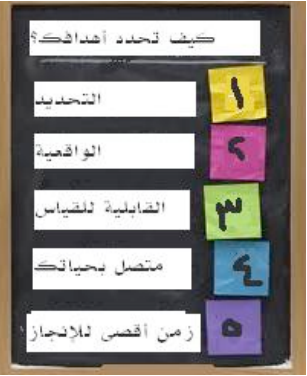 كيف تحدد أهدافك؟
١ التحديد
٢ الواقعية
٣ القابلية للقياس
٤ متصل بحياتك
٥ زمن أقصى للإنجاز